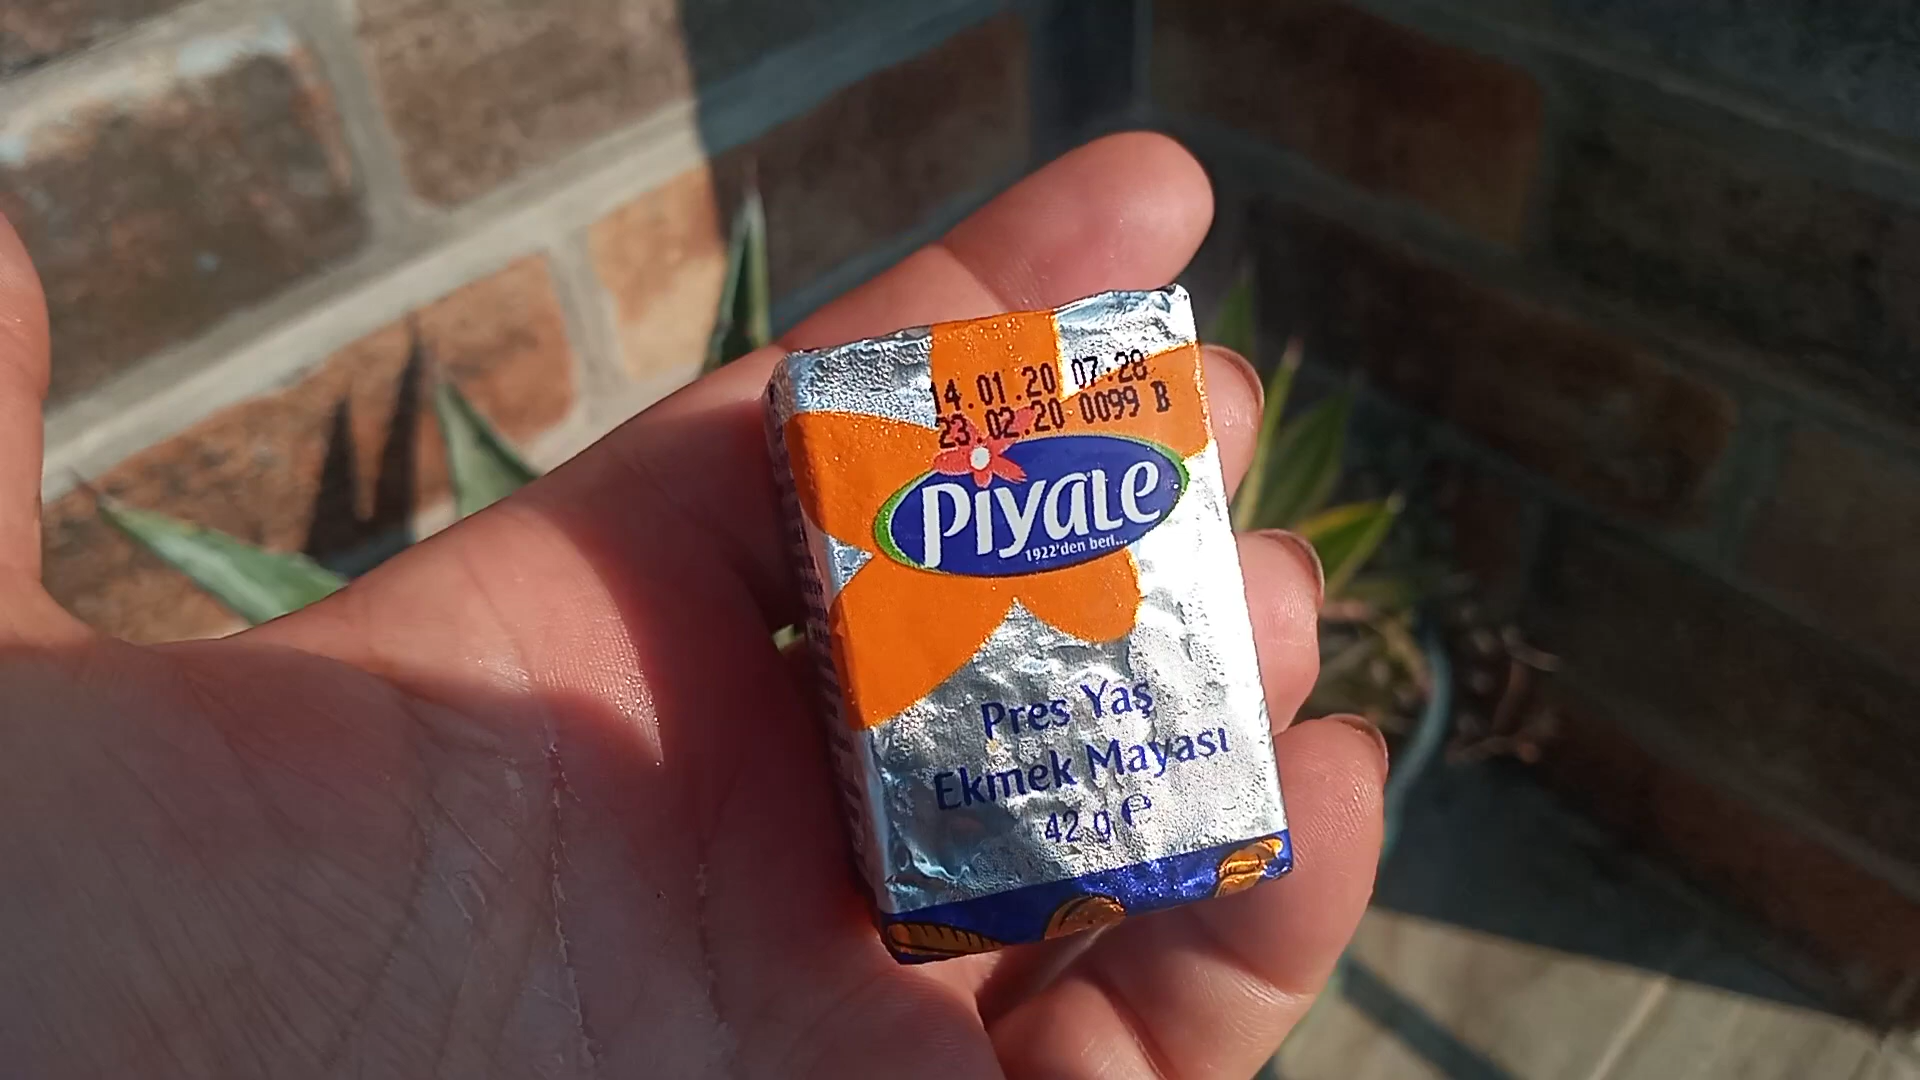 14.01.20 07:28
23.02.20 0099 B
Piyale
1922'den beri...
Pres Yaş
Ekmek Mayası
42 g ℮